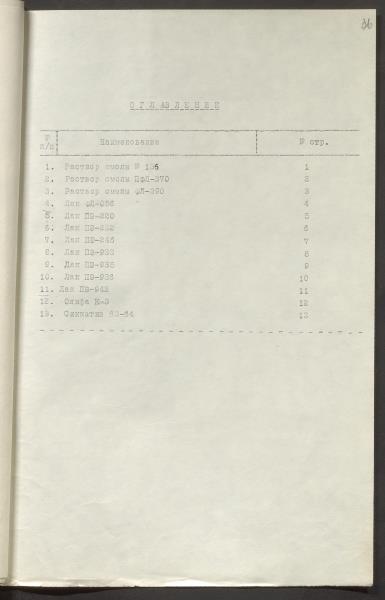 36
ОГЛАВЛЕНИЕ
№ п/п Наименование № стр.
1. Раствор смолы № 136 1
2. Раствор смолы ПФЛ-370 2
3. Раствор смолы ФЛ-390 3
4. Лак ФЛ-086 4
5. Лак ПЭ-220 5
6. Лак ПЭ-232 6
7. Лак ПЭ-246 7
8. Лак ПЭ-933 8
9. Лак ПЭ-935 9
10. Лак ПЭ-936 10
11. Лак ПЭ-942 11
12. Олифа К-3 12
13. Сиккатив 63-64 13